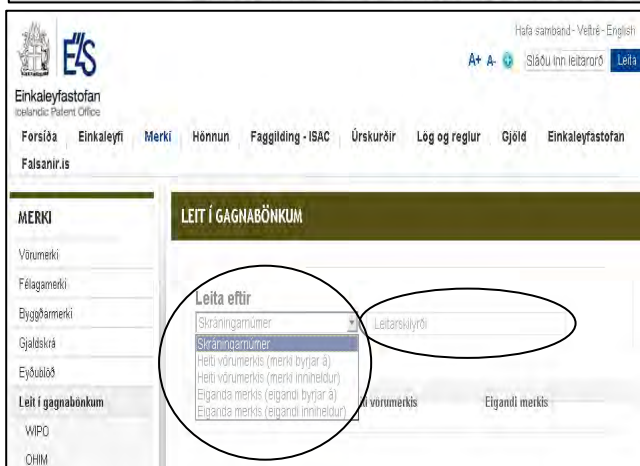 Hafa samband - Veftré - English
A+ A- Sláðu inn leitarorð Leita
ELS
Einkaleyfastofan
Icelandic Patent Office
Forsíða Einkaleyfi Merki Hönnun Faggilding - ISAC Úrskurðir Lög og reglur Gjöld Einkaleyfastofan
Falsanir.is
MERKI
LEIT Í GAGNABÖNKUM
Vörumerki
Félagamerki
Byggðarmerki
Gjaldskrá
Eyðublöð
Leit í gagnabönkum
WIPO
OHIM
Leita eftir
Skráningarnúmer Leitarskilyrði
Skráningarnúmer
Heiti vörumerkis (merki byrjar á)
Heiti vörumerkis (merki inniheldur)
Eiganda merkis (eigandi byrjar á)
Eiganda merkis (eigandi inniheldur)
vörumerkis Eigandi merkis